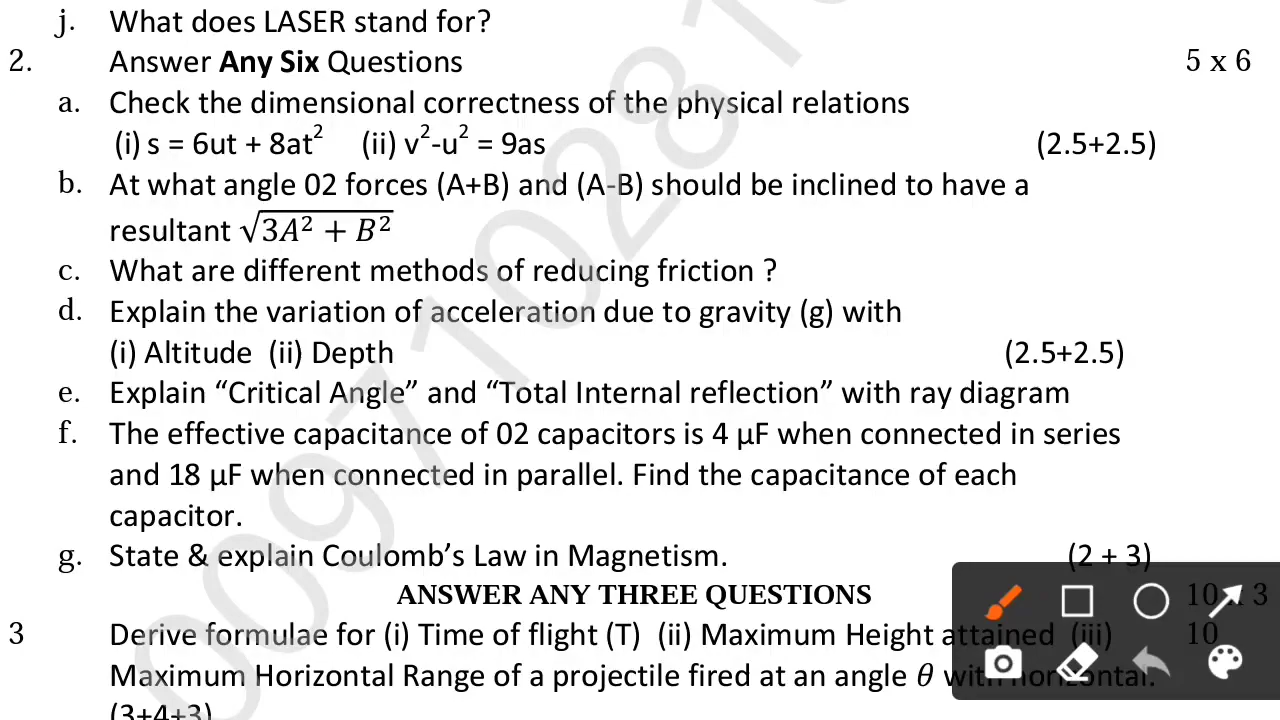 j. What does LASER stand for?
2. Answer Any Six Questions 5 x 6
a. Check the dimensional correctness of the physical relations
(i) s = 6ut + 8at² (ii) v²-u² = 9as (2.5+2.5)
b. At what angle 02 forces (A+B) and (A-B) should be inclined to have a
resultant √(3A² + B²)
c. What are different methods of reducing friction ?
d. Explain the variation of acceleration due to gravity (g) with
(i) Altitude (ii) Depth (2.5+2.5)
e. Explain “Critical Angle” and “Total Internal reflection” with ray diagram
f. The effective capacitance of 02 capacitors is 4 µF when connected in series
and 18 µF when connected in parallel. Find the capacitance of each
capacitor.
g. State & explain Coulomb’s Law in Magnetism. (2 + 3)
ANSWER ANY THREE QUESTIONS 10 x 3
3 Derive formulae for (i) Time of flight (T) (ii) Maximum Height attained (iii) 10
Maximum Horizontal Range of a projectile fired at an angle θ with horizontal.
(3+4+3)